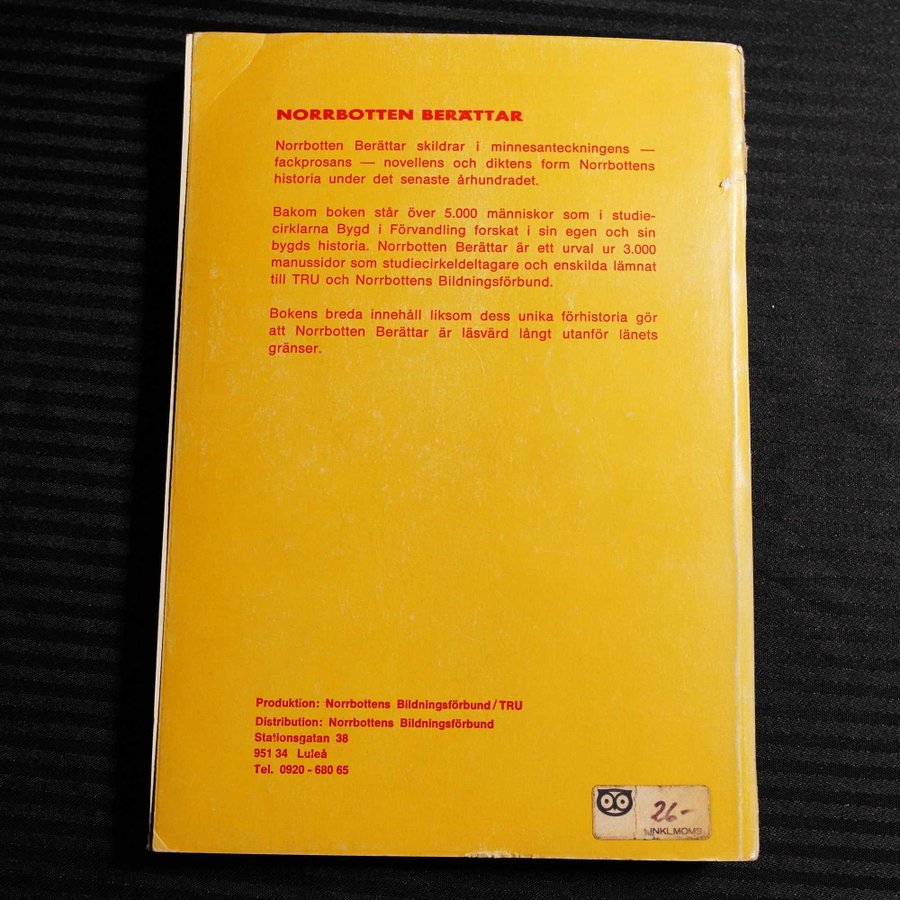 NORRBOTTEN BERÄTTAR
Norrbotten Berättar skildrar i minnesanteckningens —
fackprosans — novellens och diktens form Norrbottens
historia under det senaste århundradet.
Bakom boken står över 5.000 människor som i studie-
cirklarna Bygd i Förvandling forskat i sin egen och sin
bygds historia. Norrbotten Berättar är ett urval ur 3.000
manussidor som studiecirkeldeltagare och enskilda lämnat
till TRU och Norrbottens Bildningsförbund.
Bokens breda innehåll liksom dess unika förhistoria gör
att Norrbotten Berättar är läsvärd långt utanför länets
gränser.
Produktion: Norrbottens Bildningsförbund/TRU
Distribution: Norrbottens Bildningsförbund
Stationsgatan 38
951 34 Luleå
Tel. 0920 - 680 65
26-
INKL.MOMS